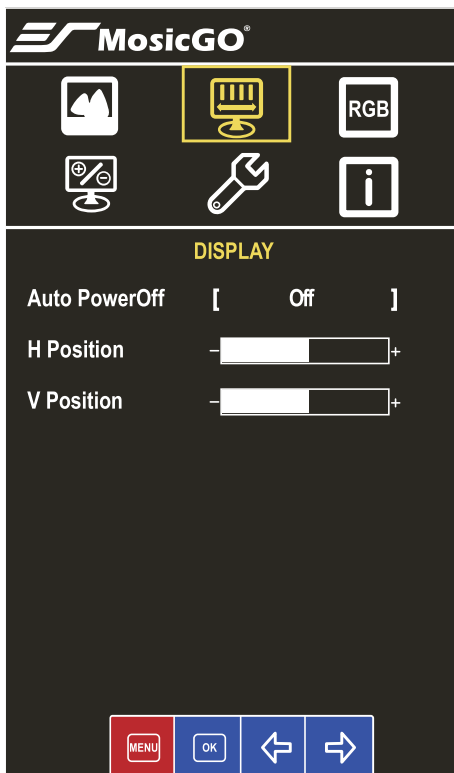 MosicGO®
RGB
i
DISPLAY
Auto PowerOff [ Off ]
H Position - +
V Position - +
MENU OK